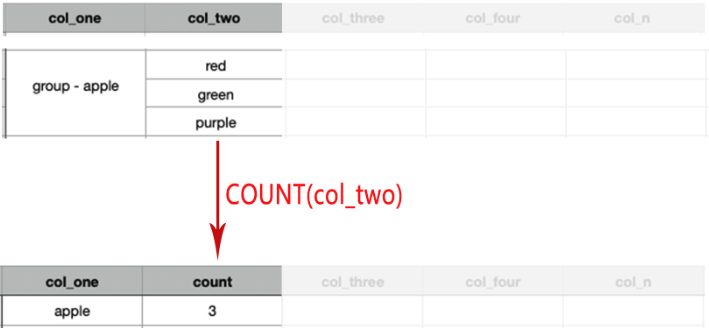 col_one col_two col_three col_four col_n
red
group - apple
green
purple
COUNT(col_two)
col_one count col_three col_four col_n
apple 3